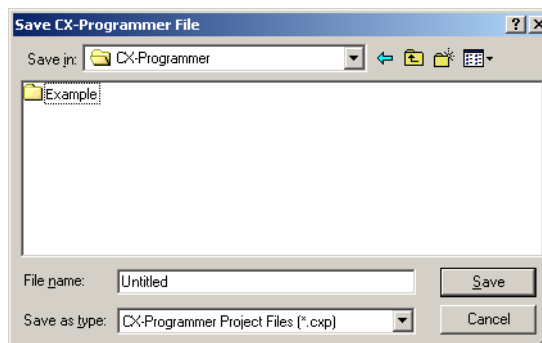 Save CX-Programmer File
Save in: CX-Programmer
Example
File name: Untitled Save
Save as type: CX-Programmer Project Files (*.cxp) Cancel